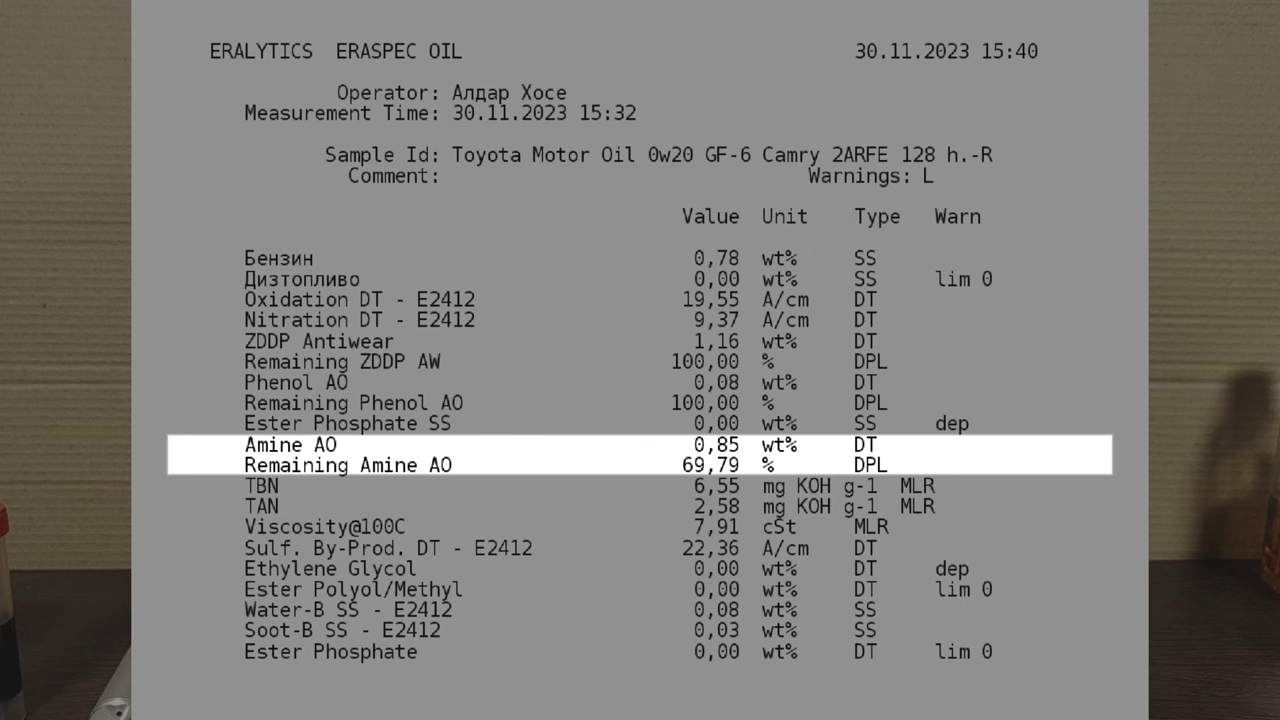 ERALYTICS ERASPEC OIL 30.11.2023 15:40
Operator: Алдар Хосе
Measurement Time: 30.11.2023 15:32
Sample Id: Toyota Motor Oil 0w20 GF-6 Camry 2ARFE 128 h.-R
Comment: Warnings: L
Value Unit Type Warn
Бензин 0,78 wt% SS
Дизтопливо 0,00 wt% SS lim 0
Oxidation DT - E2412 19,55 A/cm DT
Nitration DT - E2412 9,37 A/cm DT
ZDDP Antiwear 1,16 wt% DT
Remaining ZDDP AW 100,00 % DPL
Phenol AO 0,08 wt% DT
Remaining Phenol AO 100,00 % DPL
Ester Phosphate SS 0,00 wt% SS dep
Amine AO 0,85 wt% DT
Remaining Amine AO 69,79 % DPL
TBN 6,55 mg KOH g-1 MLR
TAN 2,58 mg KOH g-1 MLR
Viscosity@100C 7,91 cSt MLR
Sulf. By-Prod. DT - E2412 22,36 A/cm DT
Ethylene Glycol 0,00 wt% DT dep
Ester Polyol/Methyl 0,00 wt% DT lim 0
Water-B SS - E2412 0,08 wt% SS
Soot-B SS - E2412 0,03 wt% SS
Ester Phosphate 0,00 wt% DT lim 0